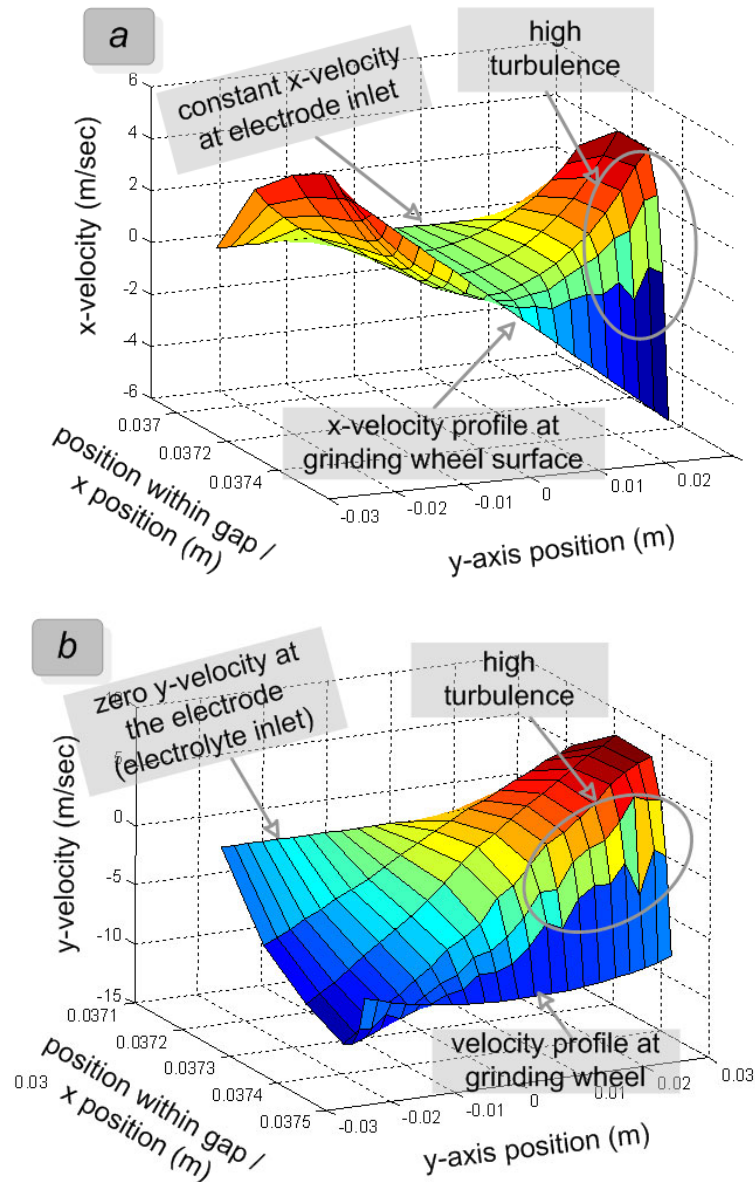 a
high
turbulence
constant x-velocity
at electrode inlet
x-velocity (m/sec)
6
4
2
0
-2
-4
-6
0.037
0.0372
0.0374
position within gap /
x position (m)
x-velocity profile at
grinding wheel surface
-0.03
-0.02
-0.01
0
0.01
0.02
y-axis position (m)
b
zero y-velocity at
the electrode
(electrolyte inlet)
high
turbulence
y-velocity (m/sec)
10
5
0
-5
-10
-15
0.0371
0.0372
0.0373
0.0374
0.0375
0.03
position within gap /
x position (m)
velocity profile at
grinding wheel
-0.03
-0.02
-0.01
0
0.01
0.02
0.03
y-axis position (m)